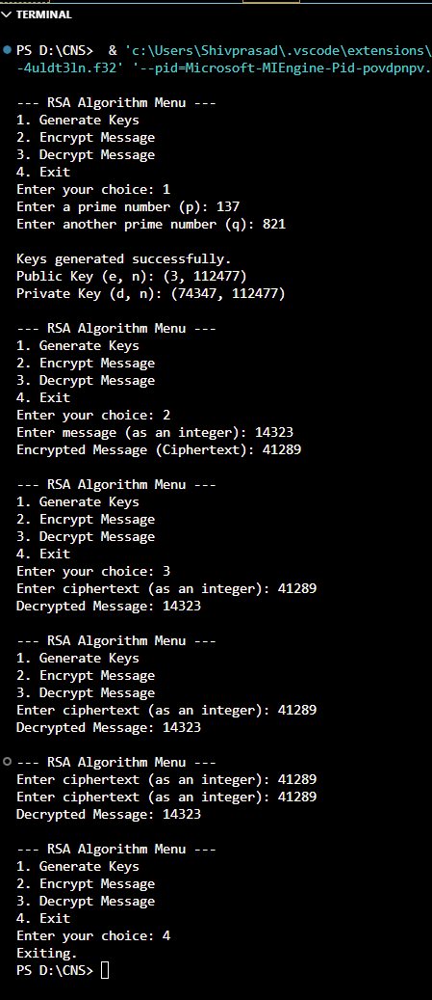 TERMINAL
PS D:\CNS>  & 'c:\Users\Shivprasad\.vscode\extensions\
-4uldt3ln.f32' '--pid=Microsoft-MIEngine-Pid-povdpnpv.
--- RSA Algorithm Menu ---
1. Generate Keys
2. Encrypt Message
3. Decrypt Message
4. Exit
Enter your choice: 1
Enter a prime number (p): 137
Enter another prime number (q): 821
Keys generated successfully.
Public Key (e, n): (3, 112477)
Private Key (d, n): (74347, 112477)
--- RSA Algorithm Menu ---
1. Generate Keys
2. Encrypt Message
3. Decrypt Message
4. Exit
Enter your choice: 2
Enter message (as an integer): 14323
Encrypted Message (Ciphertext): 41289
--- RSA Algorithm Menu ---
1. Generate Keys
2. Encrypt Message
3. Decrypt Message
4. Exit
Enter your choice: 3
Enter ciphertext (as an integer): 41289
Decrypted Message: 14323
--- RSA Algorithm Menu ---
1. Generate Keys
2. Encrypt Message
3. Decrypt Message
Enter ciphertext (as an integer): 41289
Decrypted Message: 14323
--- RSA Algorithm Menu ---
Enter ciphertext (as an integer): 41289
Enter ciphertext (as an integer): 41289
Decrypted Message: 14323
--- RSA Algorithm Menu ---
1. Generate Keys
2. Encrypt Message
3. Decrypt Message
4. Exit
Enter your choice: 4
Exiting.
PS D:\CNS>